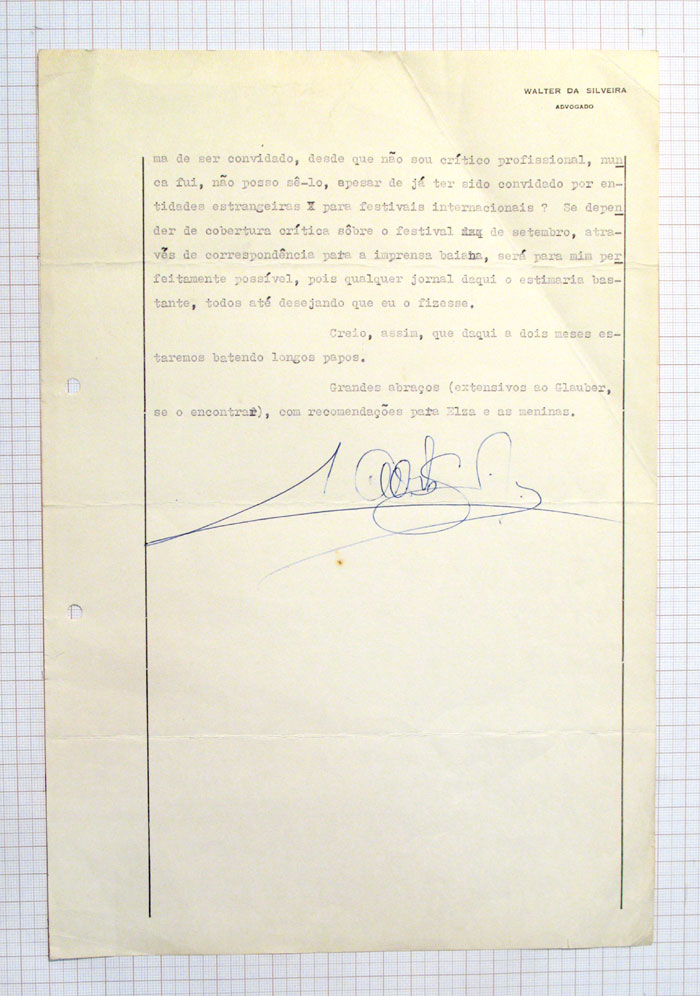 WALTER DA SILVEIRA
ADVOGADO
ma de ser convidado, desde que não sou crítico profissional, nun
ca fui, não posso sê-lo, apesar de já ter sido convidado por en-
tidades estrangeiras X para festivais internacionais ? Se depen
der de cobertura crítica sôbre o festival de setembro, atra-
vés de correspondência para a imprensa baiana, será para mim per
feitamente possível, pois qualquer jornal daqui o estimaria bas-
tante, todos até desejando que eu o fizesse.
Creio, assim, que daqui a dois meses es-
taremos batendo longos papos.
Grandes abraços (extensivos ao Glauber,
se o encontrar), com recomendações para Elza e as meninas.